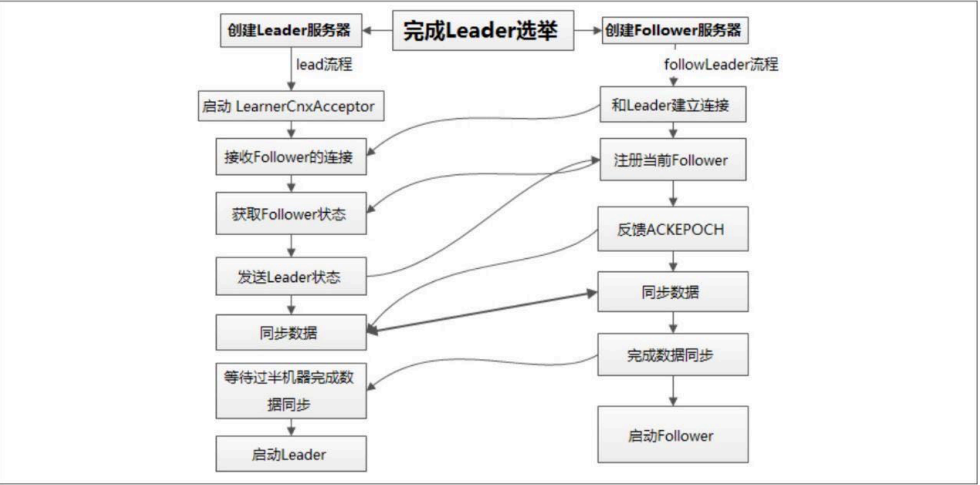 完成Leader选举
创建Leader服务器
创建Follower服务器
lead流程
followLeader流程
启动 LearnerCnxAcceptor
和Leader建立连接
接收Follower的连接
注册当前Follower
获取Follower状态
反馈ACKEPOCH
发送Leader状态
同步数据
同步数据
完成数据同步
等待过半机器完成数
据同步
启动Follower
启动Leader